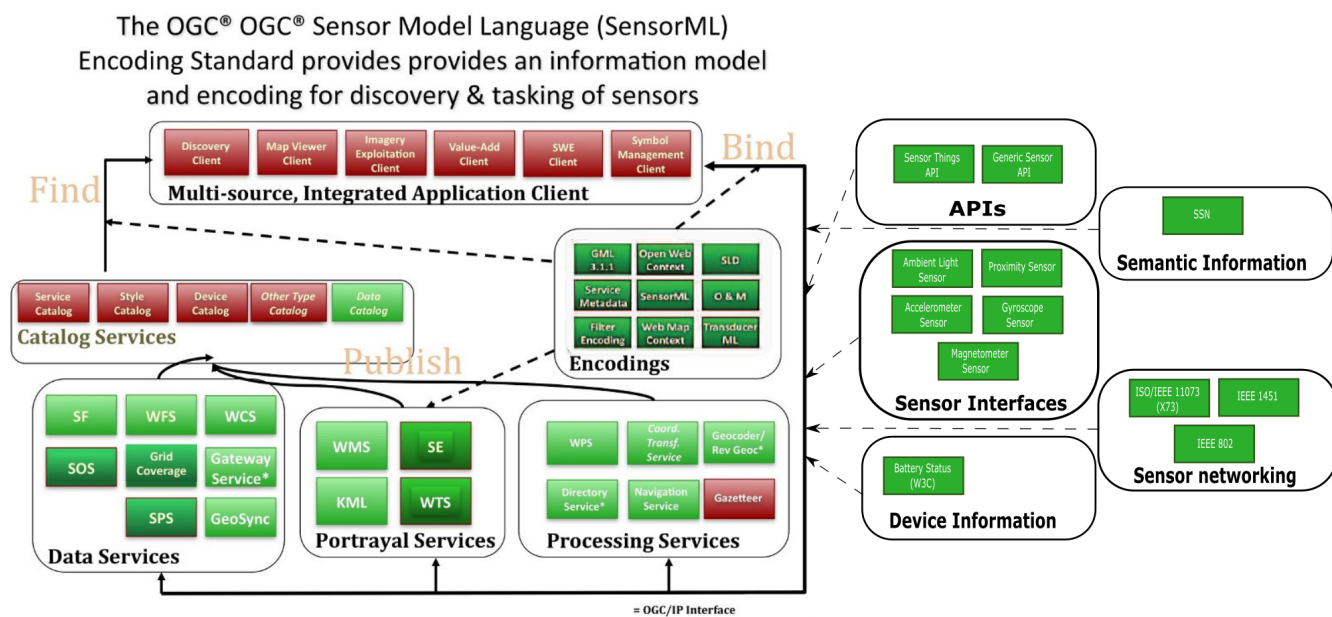 The OGC® OGC® Sensor Model Language (SensorML)
Encoding Standard provides provides an information model
and encoding for discovery & tasking of sensors
Find
Bind
Discovery
Client
Map Viewer
Client
Imagery
Exploitation
Client
Value-Add
Client
SWE
Client
Symbol
Management
Client
Multi-source, Integrated Application Client
Sensor Things
API
Generic Sensor
API
APIs
SSN
Semantic Information
GML
3.1.1
Open Web
Context
SLD
Service
Metadata
SensorML
O & M
Filter
Encoding
Web Map
Context
Transducer
ML
Encodings
Ambient Light
Sensor
Proximity Sensor
Accelerometer
Sensor
Gyroscope
Sensor
Magnetometer
Sensor
Sensor Interfaces
Service
Catalog
Style
Catalog
Device
Catalog
Other Type
Catalog
Data
Catalog
Catalog Services
Publish
ISO/IEEE 11073
(X73)
IEEE 1451
IEEE 802
Sensor networking
SF
WFS
WCS
SOS
Grid
Coverage
Gateway
Service*
SPS
GeoSync
Data Services
WMS
SE
KML
WTS
Portrayal Services
WPS
Coord.
Transf.
Service
Geocoder/
Rev Geoc*
Directory
Service*
Navigation
Service
Gazetteer
Processing Services
Battery Status
(W3C)
Device Information
= OGC/IP Interface